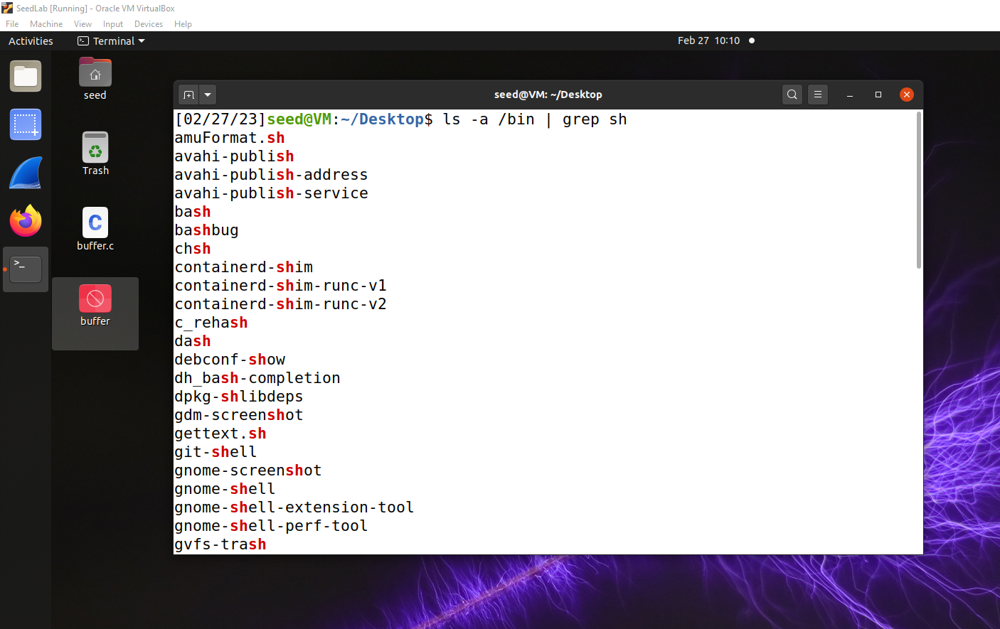 SeedLab [Running] - Oracle VM VirtualBox
File Machine View Input Devices Help
Activities Terminal Feb 27 10:10
seed
Trash
C
buffer.c
>_
buffer
seed@VM: ~/Desktop
[02/27/23]seed@VM:~/Desktop$ ls -a /bin | grep sh
amuFormat.sh
avahi-publish
avahi-publish-address
avahi-publish-service
bash
bashbug
chsh
containerd-shim
containerd-shim-runc-v1
containerd-shim-runc-v2
c_rehash
dash
debconf-show
dh_bash-completion
dpkg-shlibdeps
gdm-screenshot
gettext.sh
git-shell
gnome-screenshot
gnome-shell
gnome-shell-extension-tool
gnome-shell-perf-tool
gvfs-trash